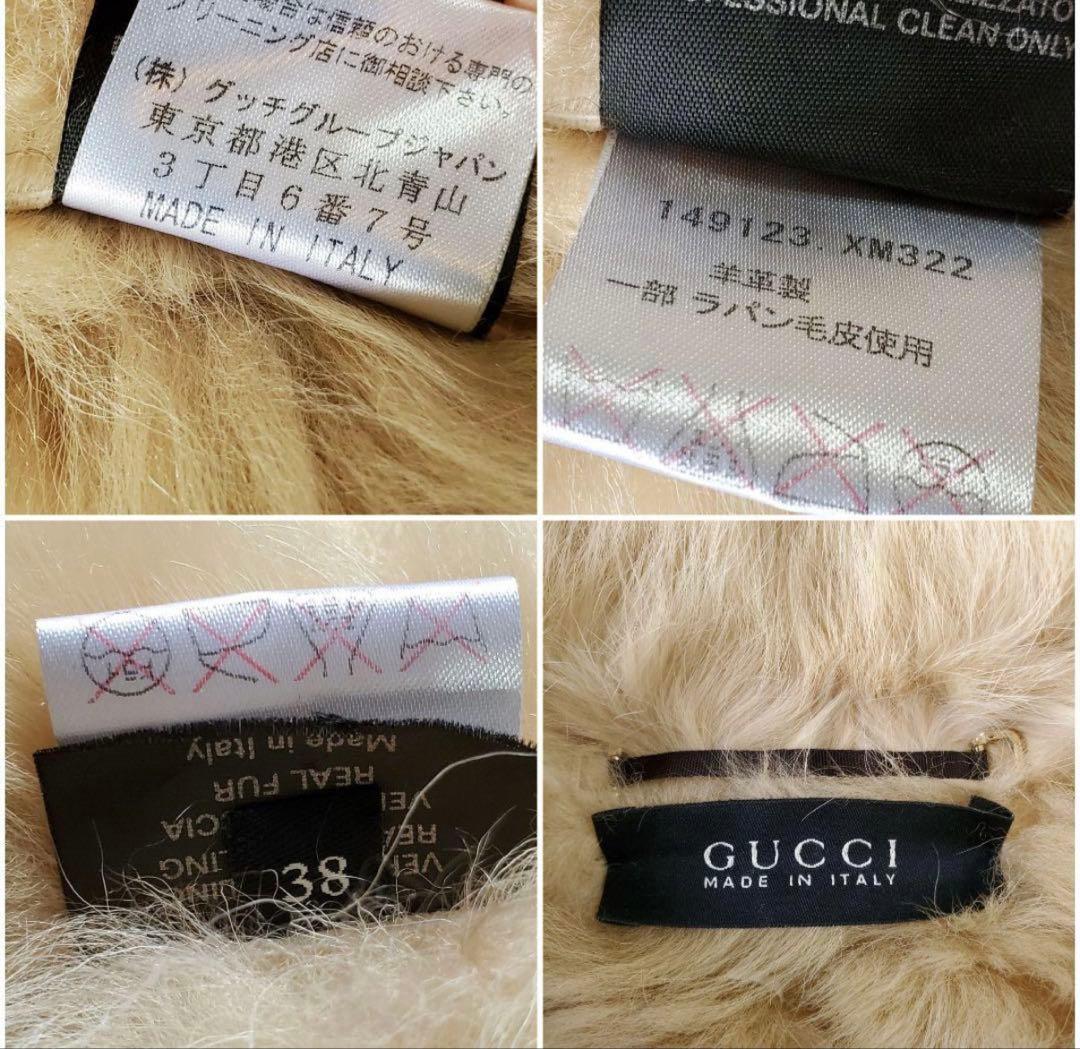 場合は信頼のおける専門の
クリーニング店に御相談下さい。
(株)グッチグループジャパン
東京都港区北青山
3丁目6番7号
MADE IN ITALY
CLEAN ONLY
149123. XM322
羊革製
一部 ラパン毛皮使用
Made in Italy
REAL FUR
38
GUCCI
MADE IN ITALY